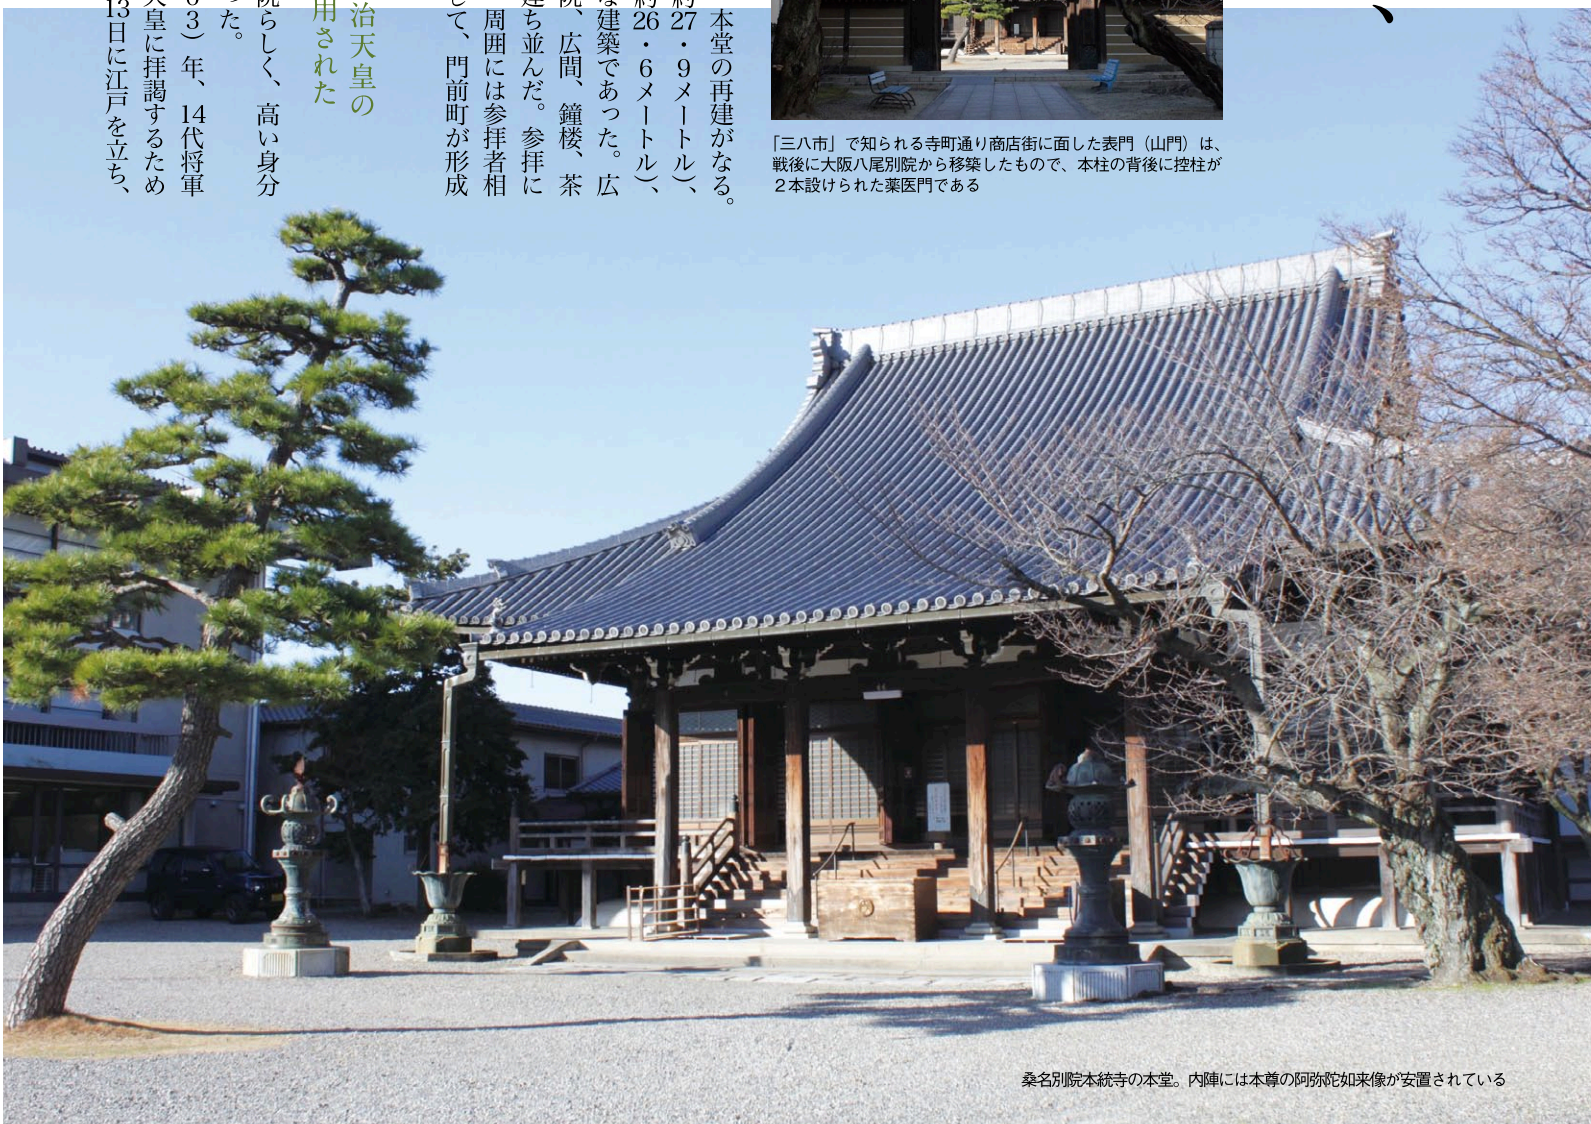 、
「三八市」で知られる寺町通り商店街に面した表門（山門）は、
戦後に大阪八尾別院から移築したもので、本柱の背後に控柱が
２本設けられた薬医門である
本堂の再建がなる。
27・9メートル）、
26・6メートル）、
建築であった。広
院、広間、鐘楼、茶
ち並んだ。参拝に
周囲には参拝者相
して、門前町が形成
治天皇の
用された
院らしく、高い身分
った。
3）年、14代将軍
天皇に拝謁するため
13日に江戸を立ち、
桑名別院本統寺の本堂。内陣には本尊の阿弥陀如来像が安置されている